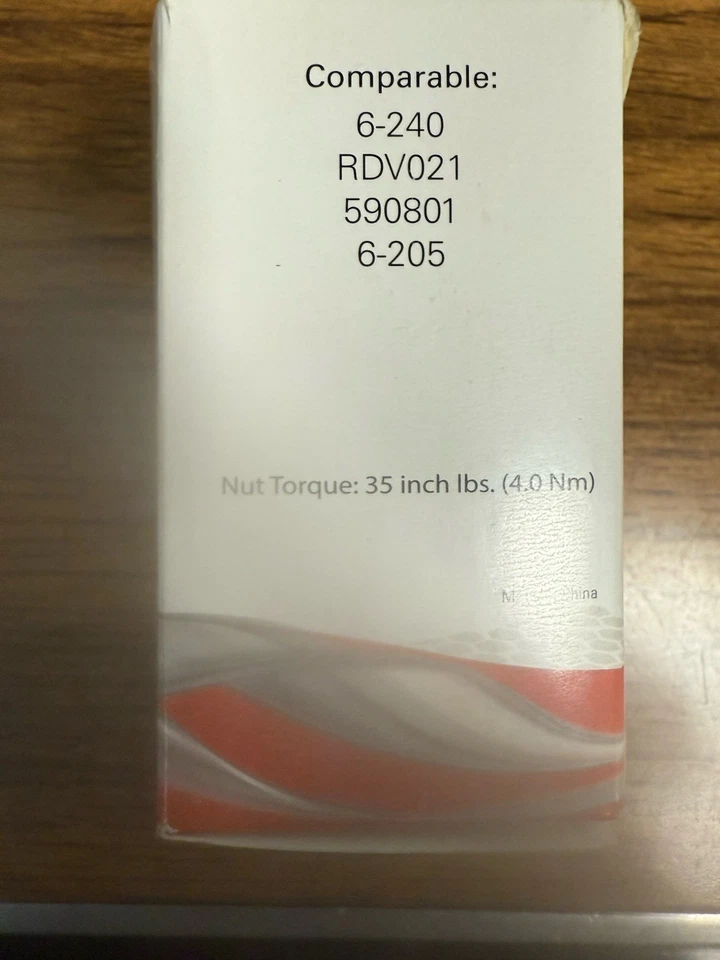 Comparable:
6-240
RDV021
590801
6-205
Nut Torque: 35 inch lbs. (4.0 Nm)